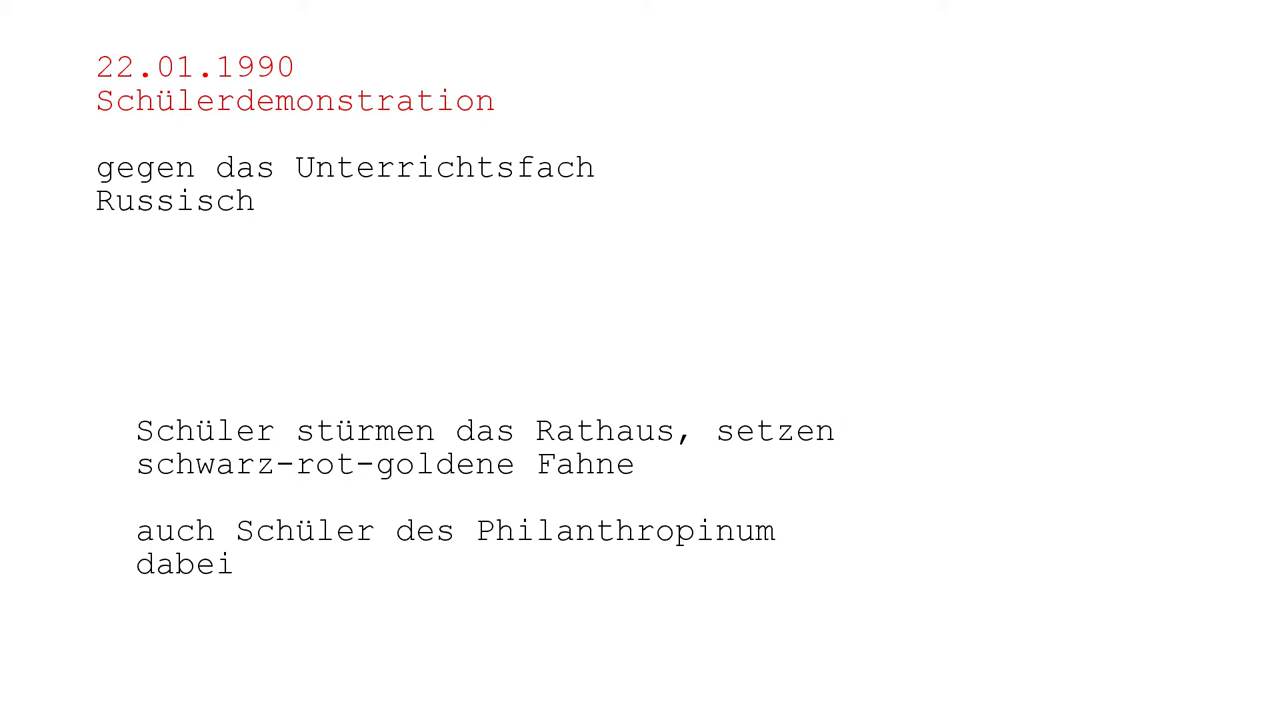 22.01.1990
Schülerdemonstration
gegen das Unterrichtsfach
Russisch
Schüler stürmen das Rathaus, setzen
schwarz-rot-goldene Fahne
auch Schüler des Philanthropinum
dabei